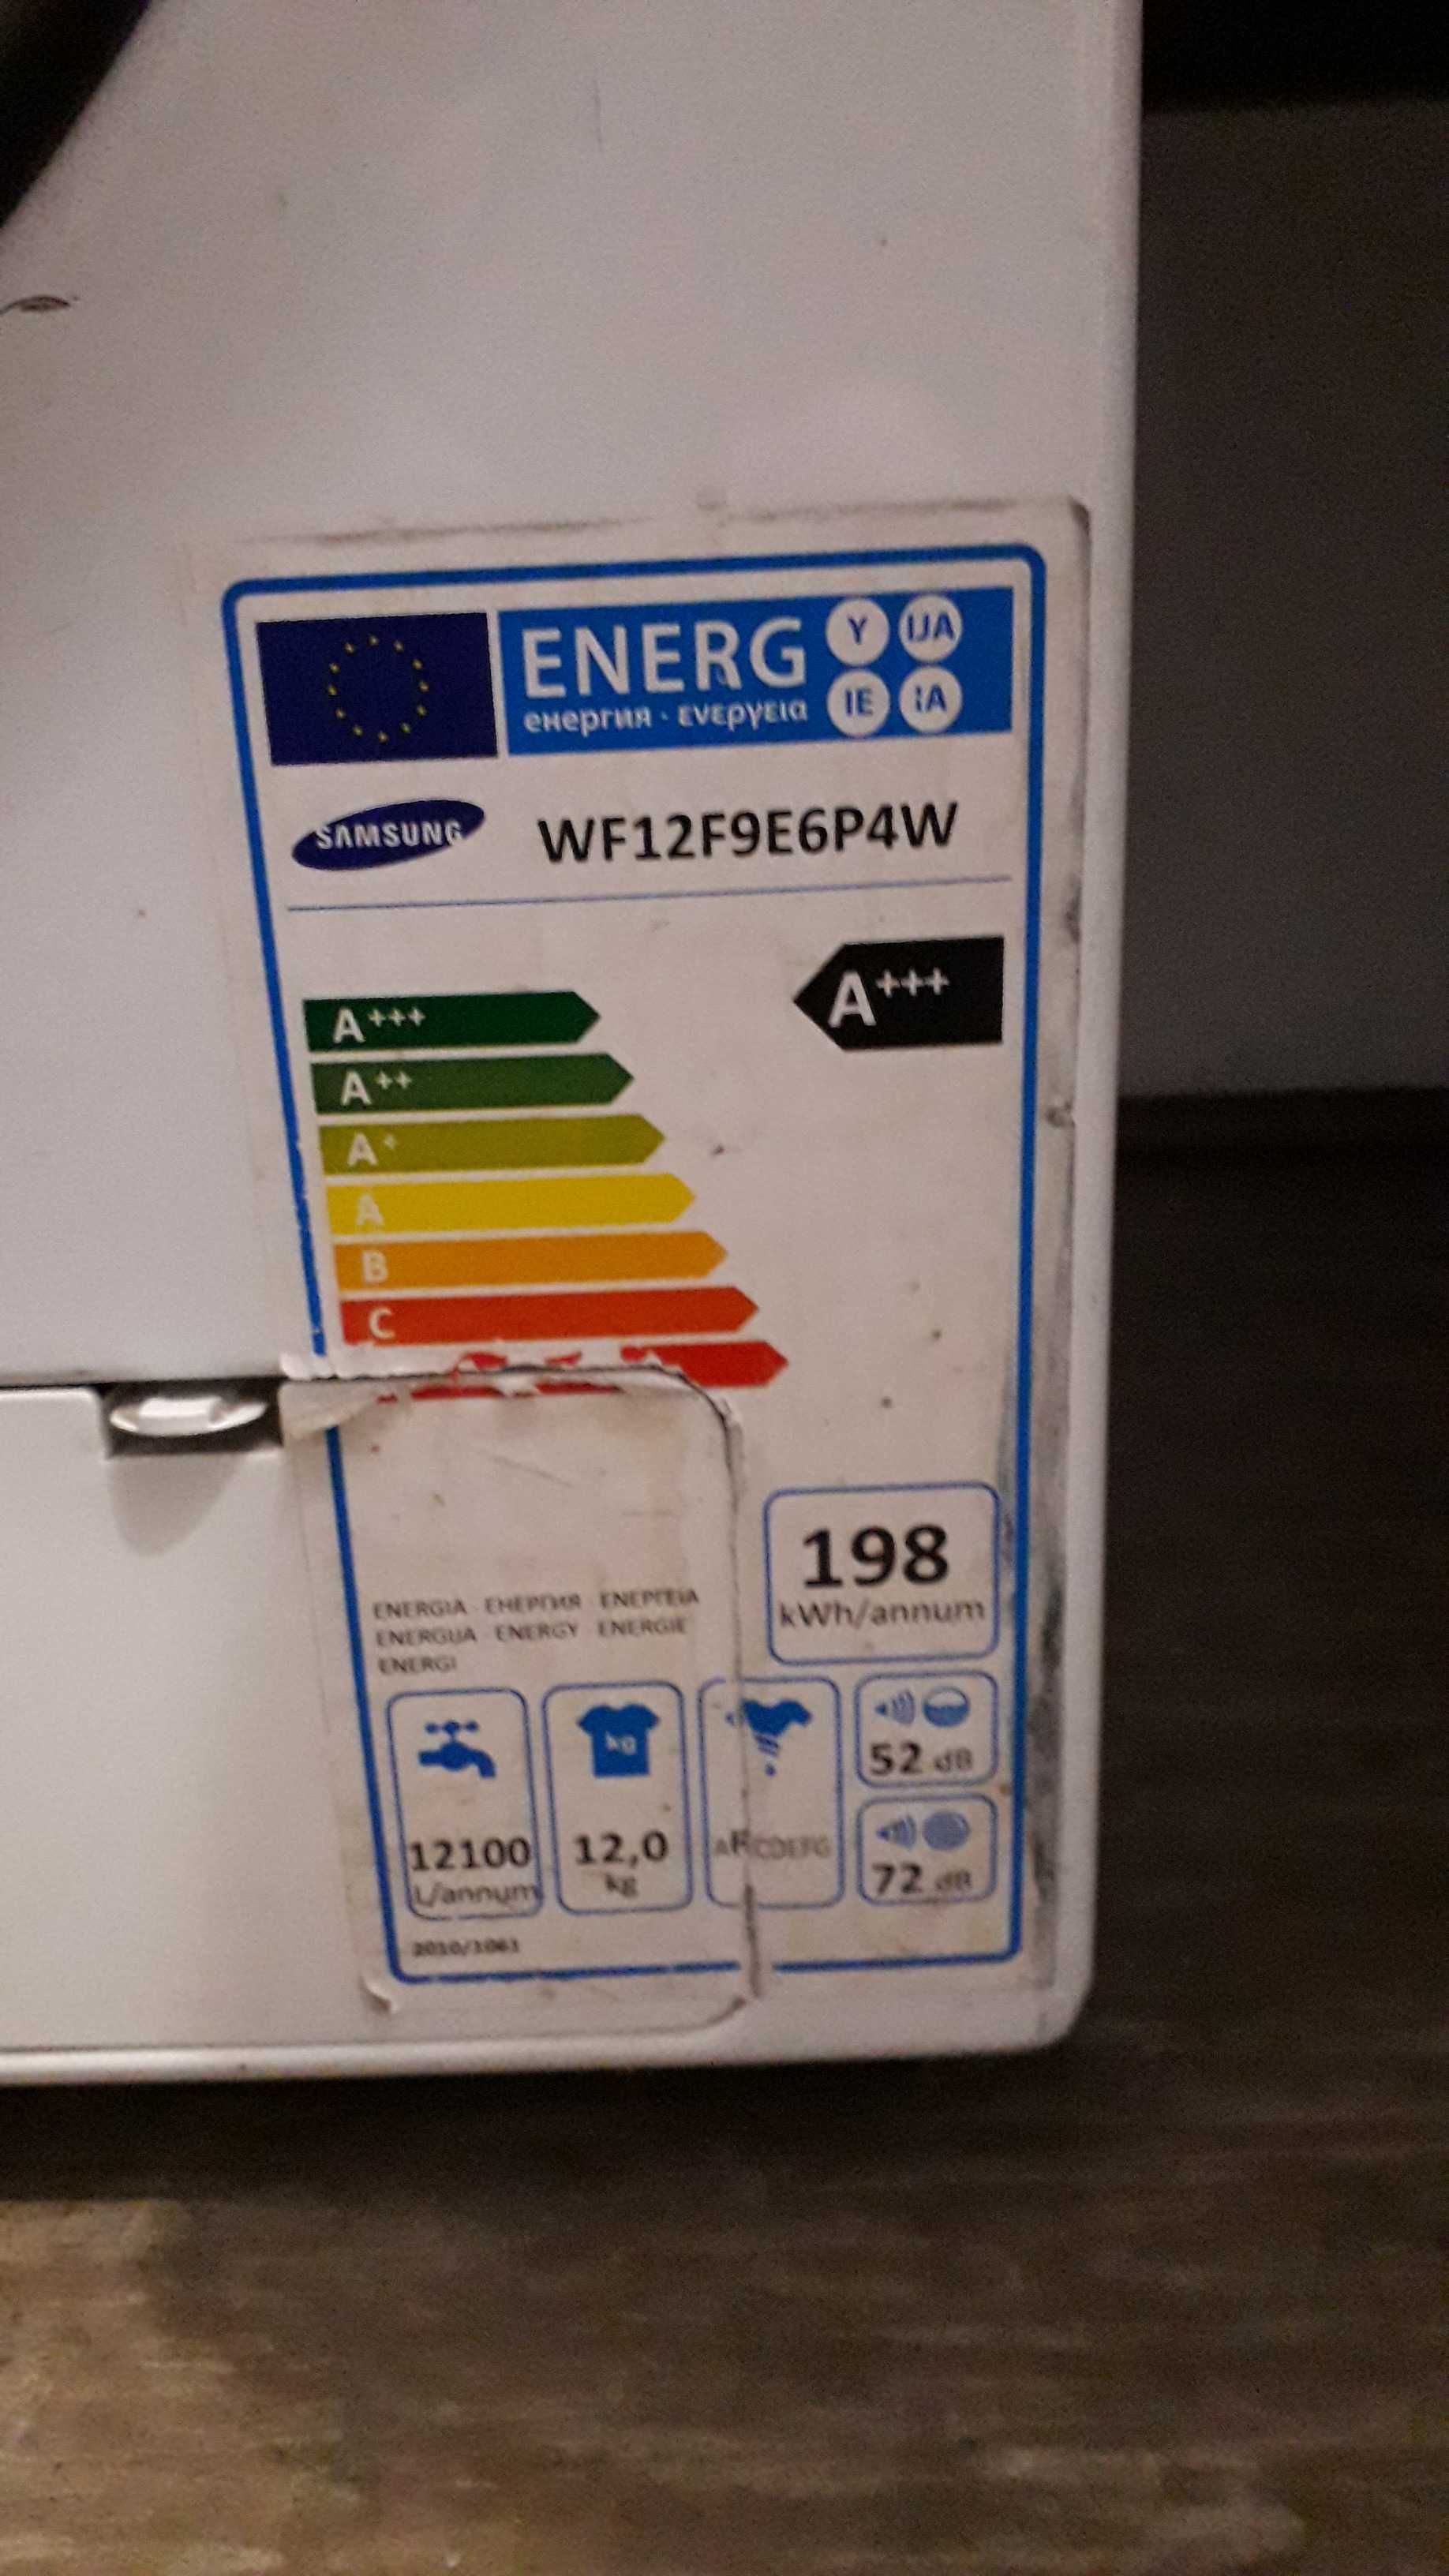 ENERG Y IJA
енергия · ενεργεια IE IA
SAMSUNG WF12F9E6P4W
A+++
A+++
A++
A+
A
B
C
198
kWh/annum
ENERGIA · ЕНЕРГИЯ · ΕΝΕΡΓΕΙΑ
ENERGIJA · ENERGY · ENERGIE
ENERGI
kg
52 dB
12100
L/annum
12,0
kg
ABCDEFG
72 dB
2010/1061